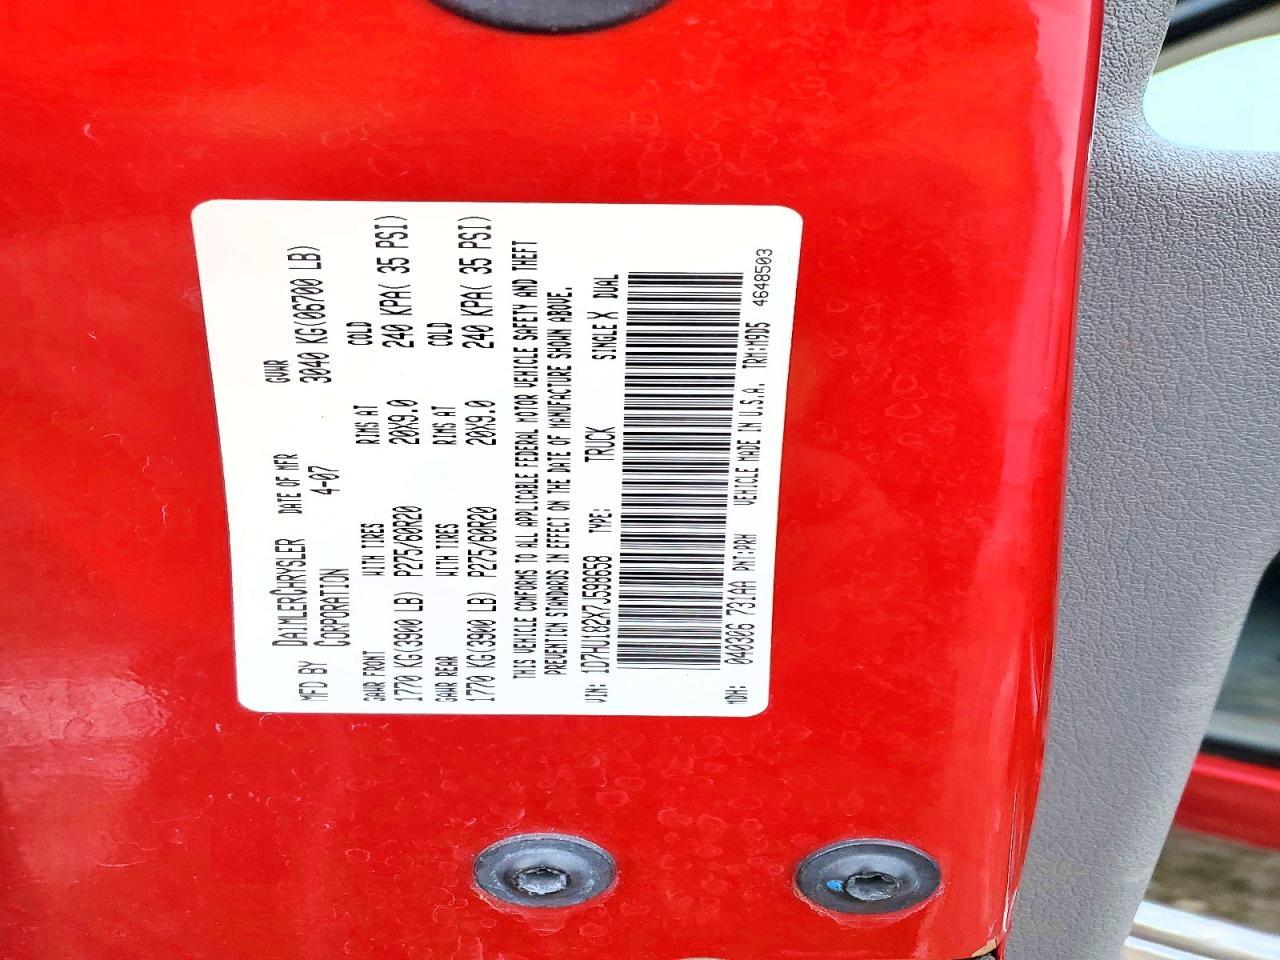 MFD BY DAIMLERCHRYSLER DATE OF MFR GVWR
CORPORATION 4-07 3040 KG(06700 LB)
GAWR FRONT WITH TIRES RIMS AT COLD
1770 KG(3900 LB) P275/60R20 20X9.0 240 KPA( 35 PSI)
GAWR REAR WITH TIRES RIMS AT COLD
1770 KG(3900 LB) P275/60R20 20X9.0 240 KPA( 35 PSI)
THIS VEHICLE CONFORMS TO ALL APPLICABLE FEDERAL MOTOR VEHICLE SAFETY AND THEFT
PREVENTION STANDARDS IN EFFECT ON THE DATE OF MANUFACTURE SHOWN ABOVE.
VIN: 1D7HU182X7J598658 TYPE: TRUCK SINGLE X DUAL
MDH: 040306 731AA PNT:PRH VEHICLE MADE IN U.S.A. TRM:M9D5 4648503